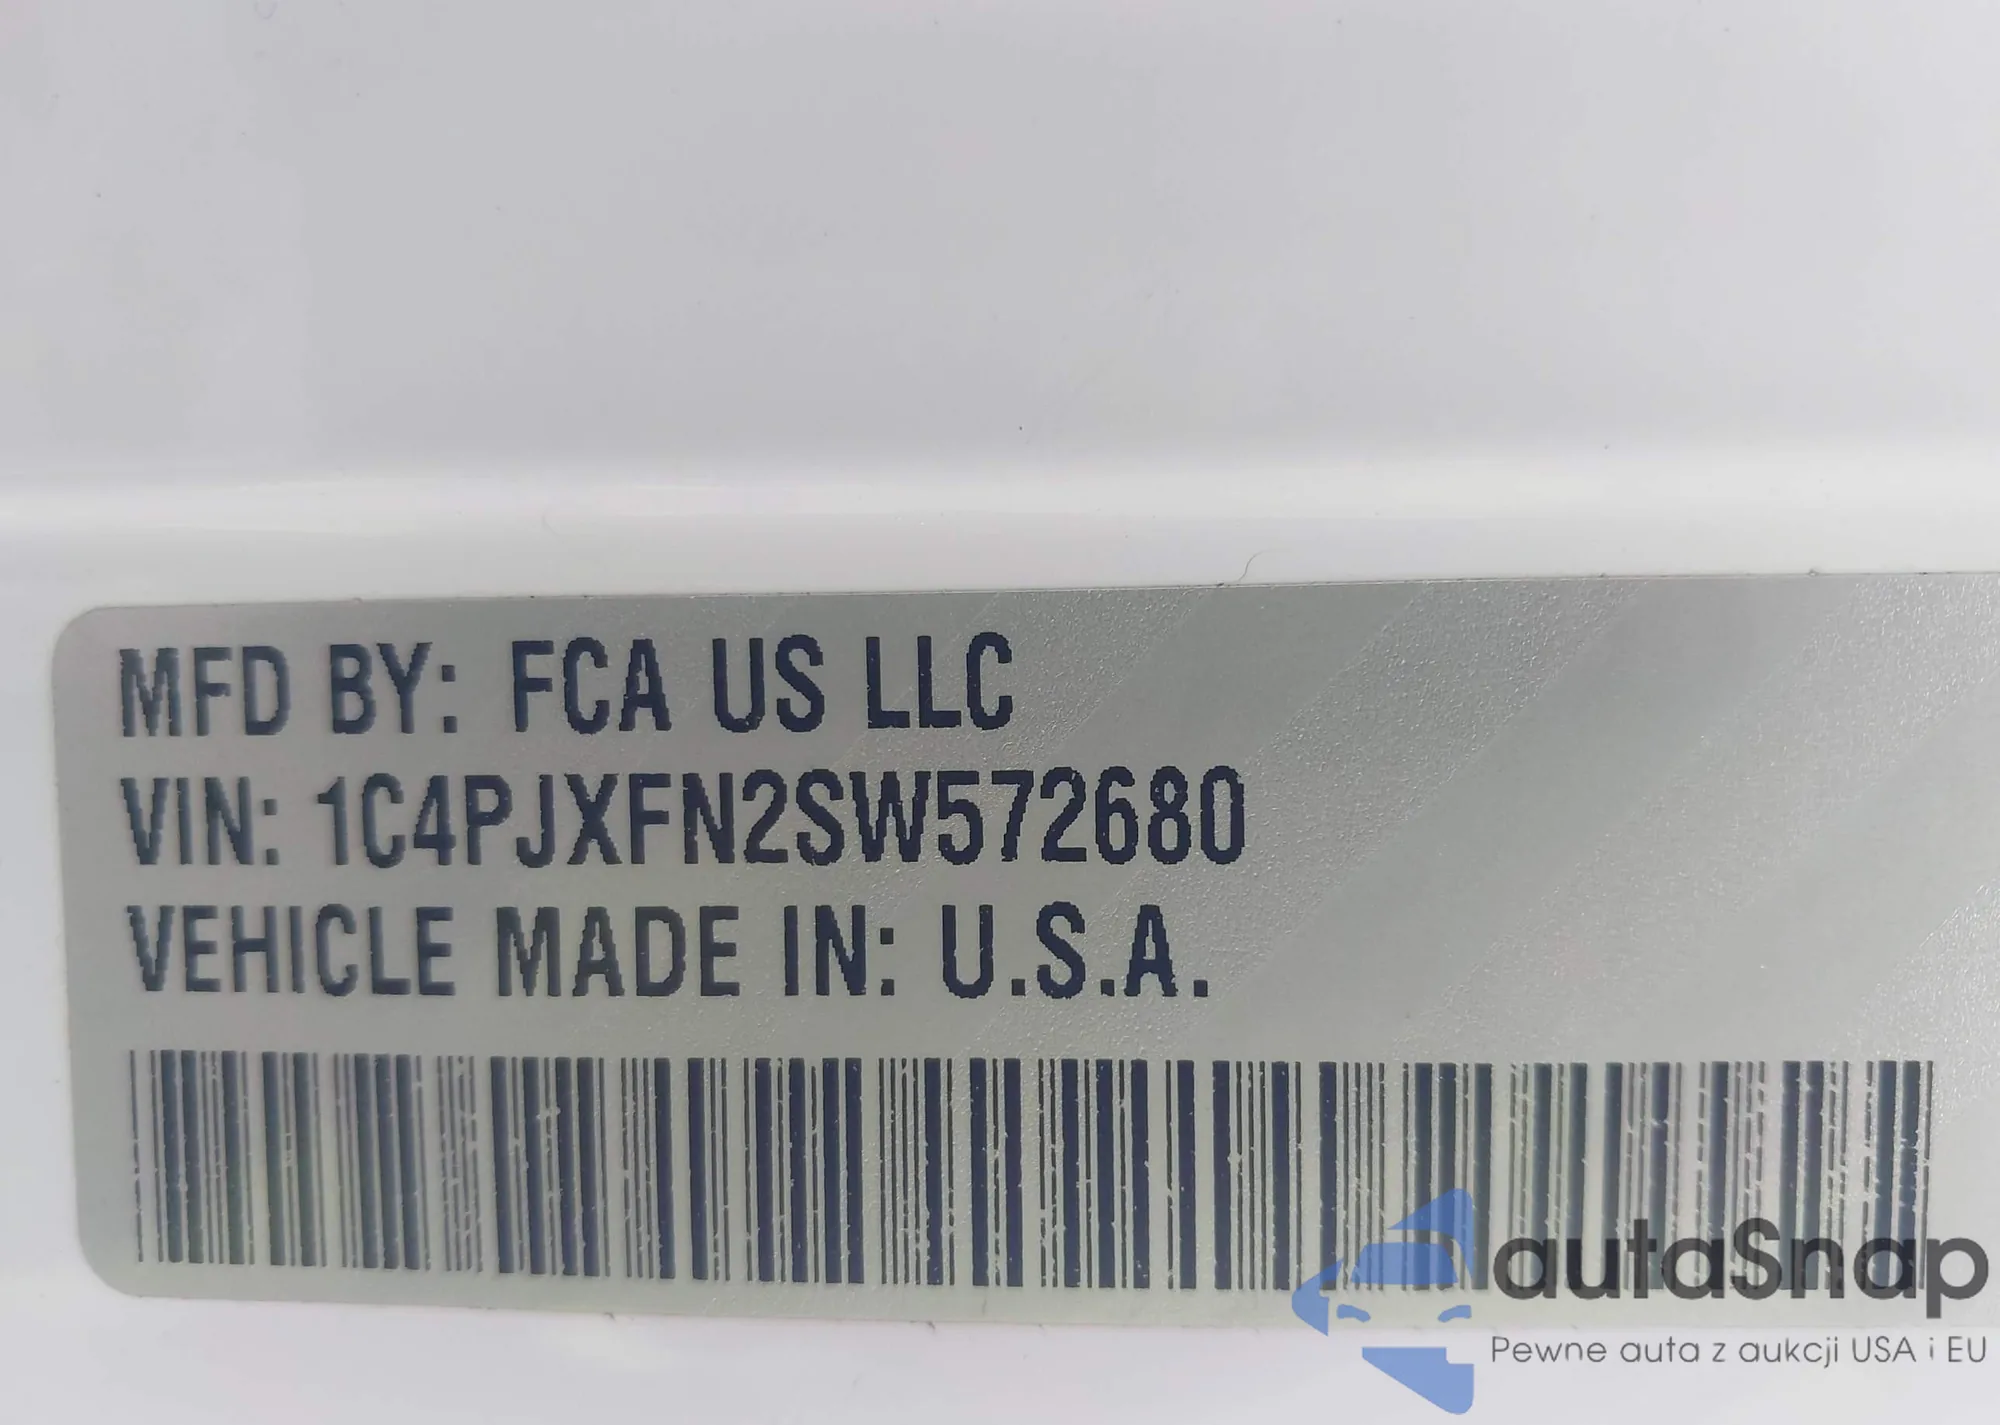 MFD BY: FCA US LLC
VIN: 1C4PJXFN2SW572680
VEHICLE MADE IN: U.S.A.
autaSnap
Pewne auta z aukcji USA i EU